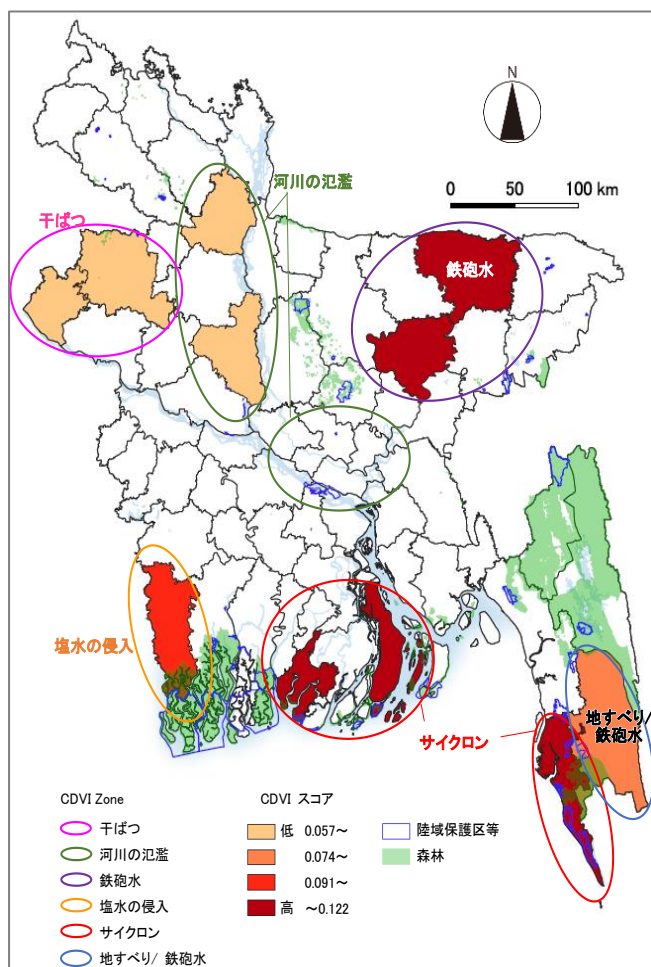 N
0 50 100 km
河川の氾濫
干ばつ
鉄砲水
塩水の侵入
サイクロン
地すべり/
鉄砲水
CDVI Zone
干ばつ
河川の氾濫
鉄砲水
塩水の侵入
サイクロン
地すべり/ 鉄砲水
CDVI スコア
低 0.057～
0.074～
0.091～
高 ～0.122
陸域保護区等
森林